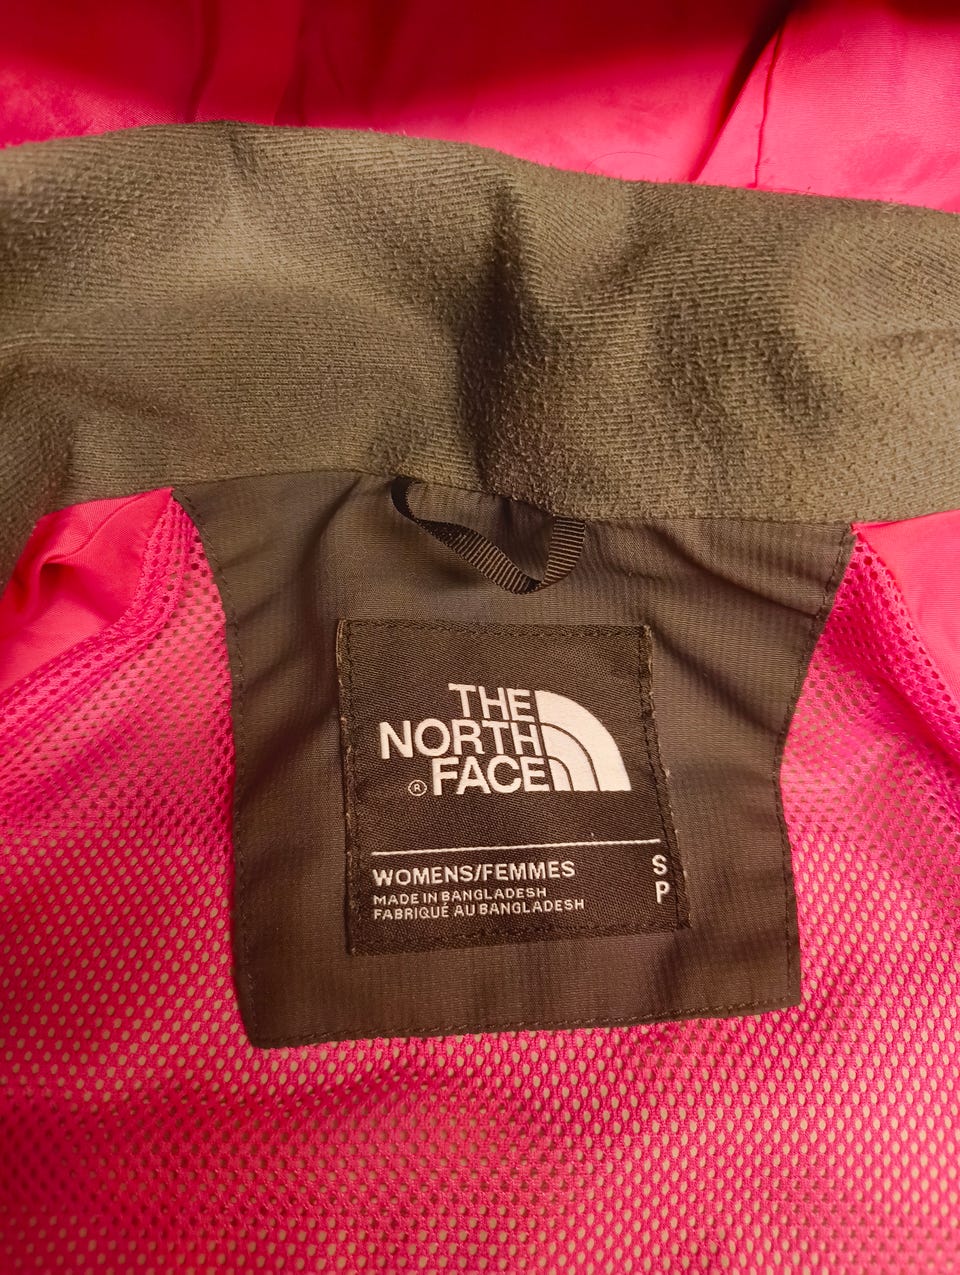 THE
NORTH
® FACE
WOMENS/FEMMES S
MADE IN BANGLADESH P
FABRIQUÉ AU BANGLADESH